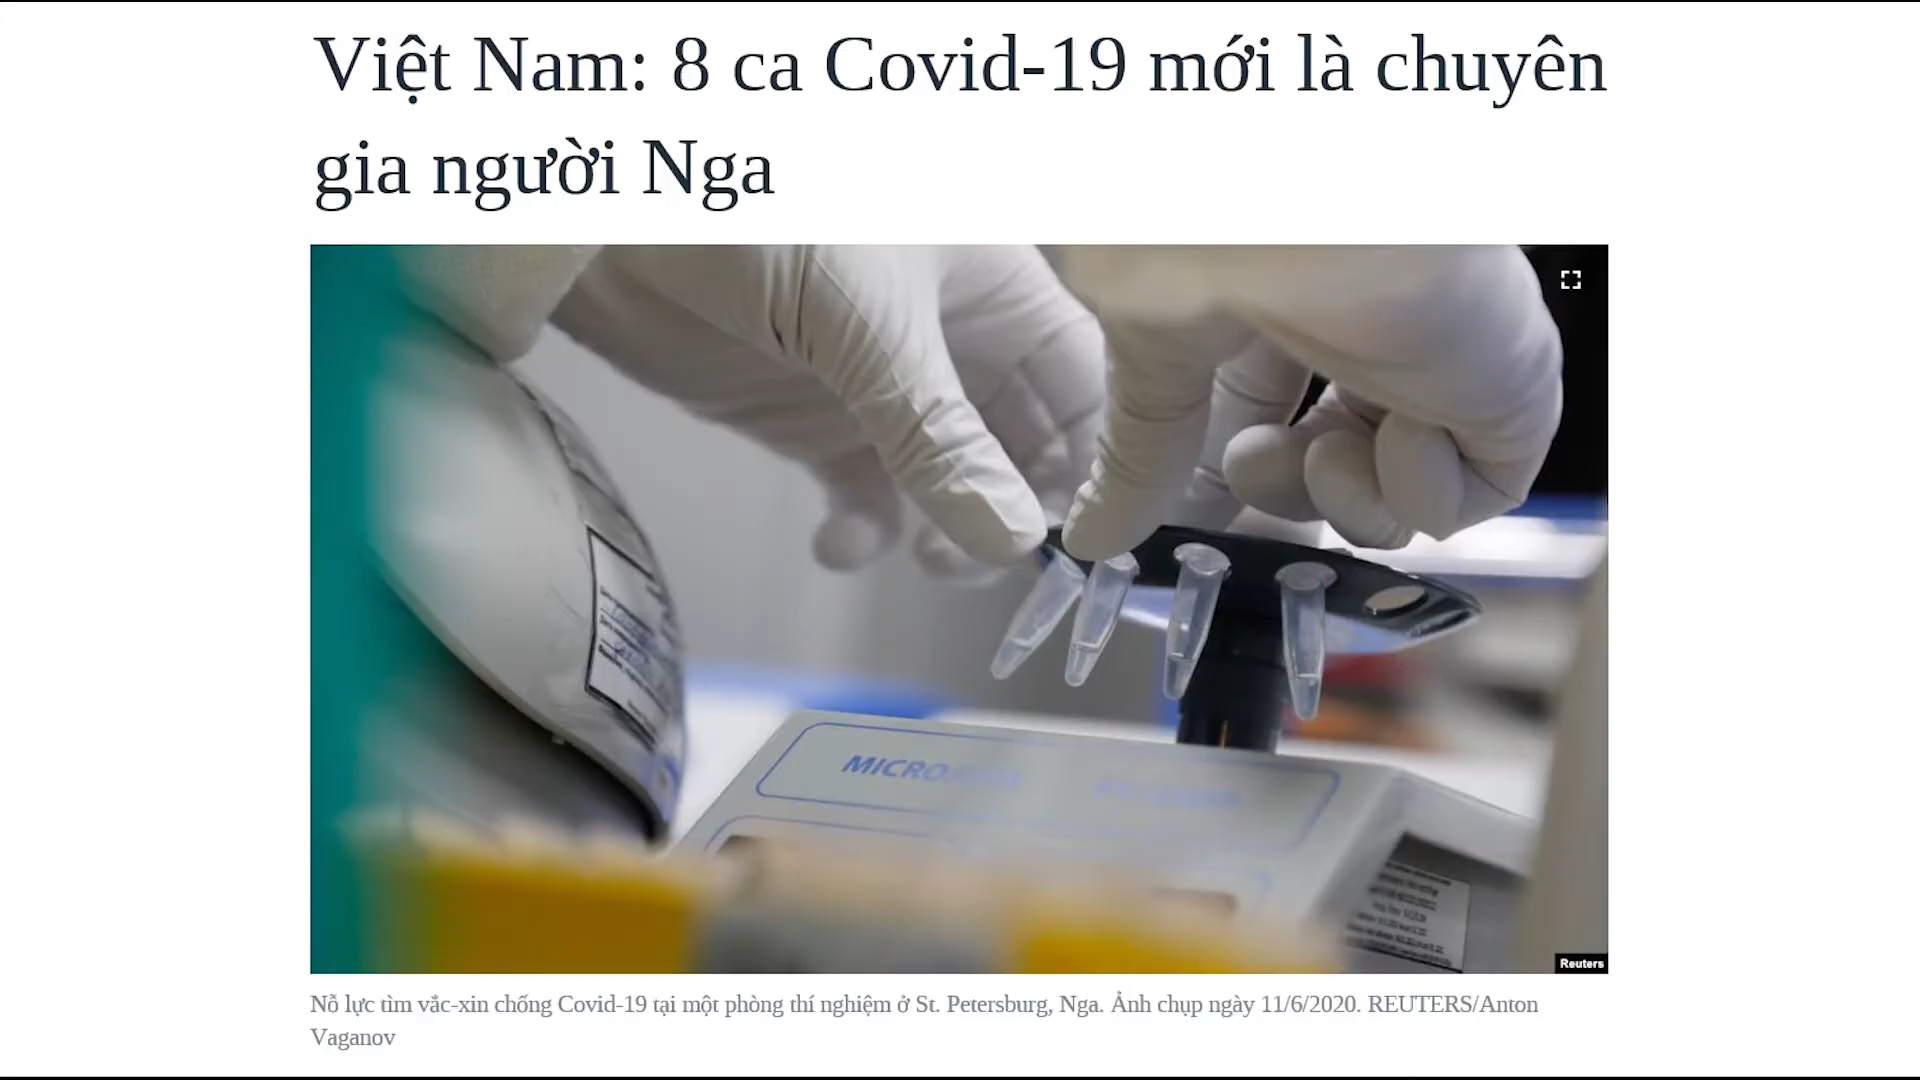 Việt Nam: 8 ca Covid-19 mới là chuyên
gia người Nga
MICRO
Reuters
Nỗ lực tìm vắc-xin chống Covid-19 tại một phòng thí nghiệm ở St. Petersburg, Nga. Ảnh chụp ngày 11/6/2020. REUTERS/Anton
Vaganov